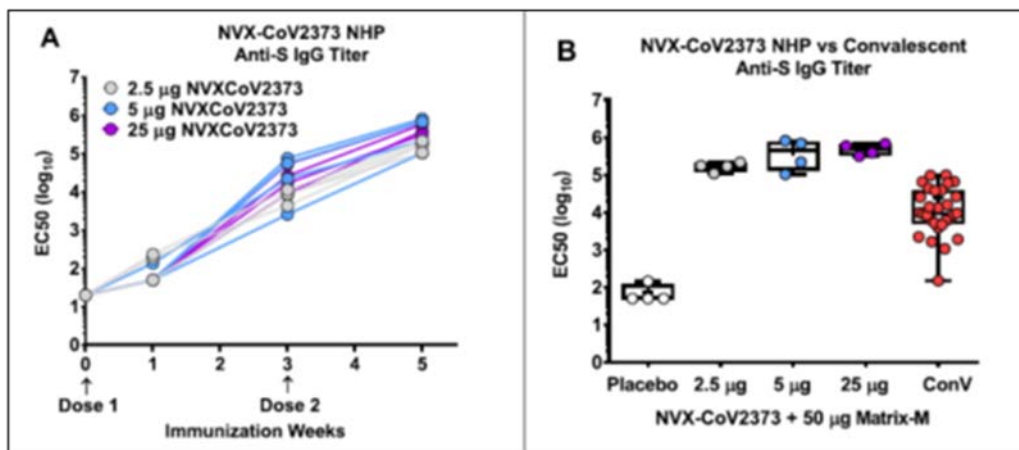 A
NVX-CoV2373 NHP
Anti-S IgG Titer
7
6
5
4
3
2
1
0
EC50 (log10)
2.5 µg NVXCoV2373
5 µg NVXCoV2373
25 µg NVXCoV2373
0 1 2 3 4 5
↑ ↑
Dose 1 Dose 2
Immunization Weeks
B
NVX-CoV2373 NHP vs Convalescent
Anti-S IgG Titer
7
6
5
4
3
2
1
0
EC50 (log10)
Placebo 2.5 µg 5 µg 25 µg ConV
NVX-CoV2373 + 50 µg Matrix-M